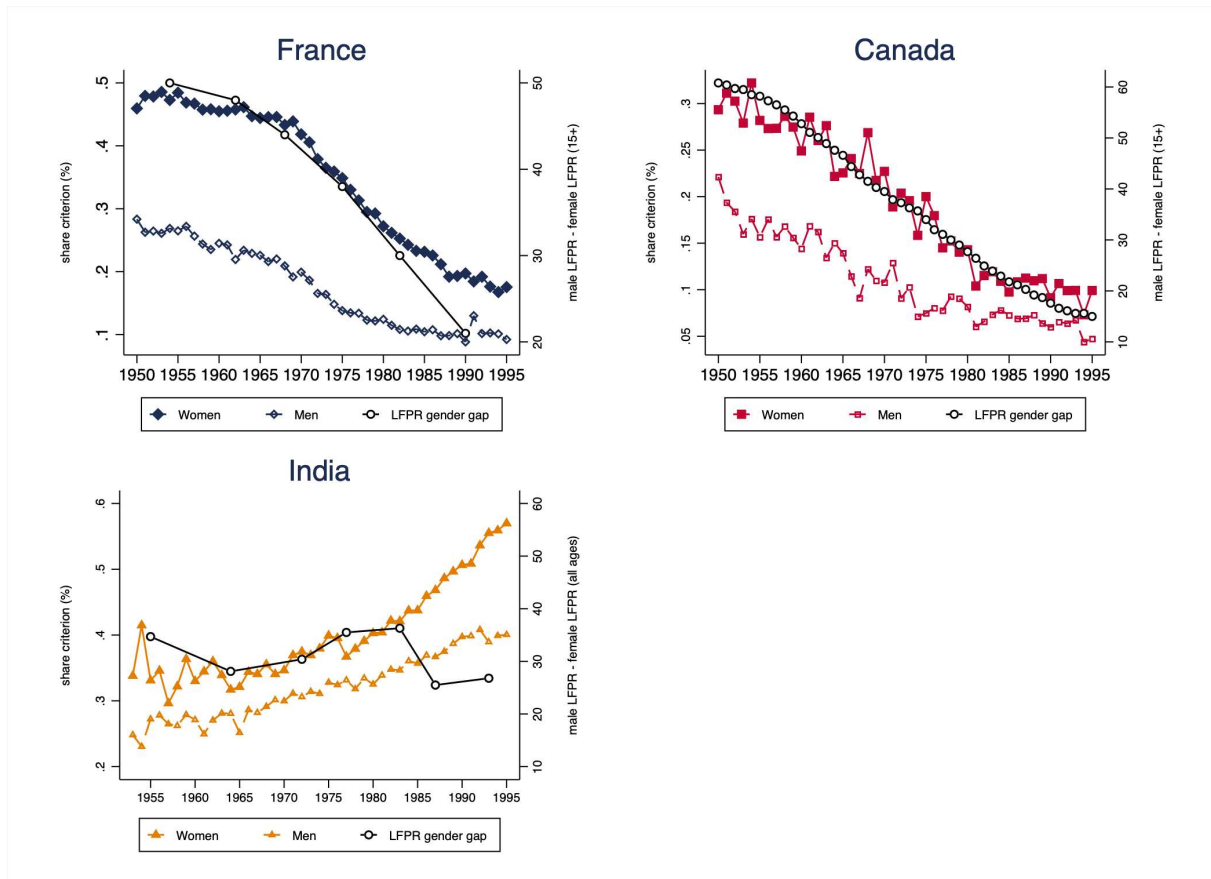 France
share criterion (%)
.5
.4
.3
.2
.1
50
40
30
20
male LFPR - female LFPR (15+)
1950 1955 1960 1965 1970 1975 1980 1985 1990 1995
Women Men LFPR gender gap
Canada
share criterion (%)
.3
.25
.2
.15
.1
.05
60
50
40
30
20
10
male LFPR - female LFPR (15+)
1950 1955 1960 1965 1970 1975 1980 1985 1990 1995
Women Men LFPR gender gap
India
share criterion (%)
.6
.5
.4
.3
.2
60
50
40
30
20
10
male LFPR - female LFPR (all ages)
1955 1960 1965 1970 1975 1980 1985 1990 1995
Women Men LFPR gender gap